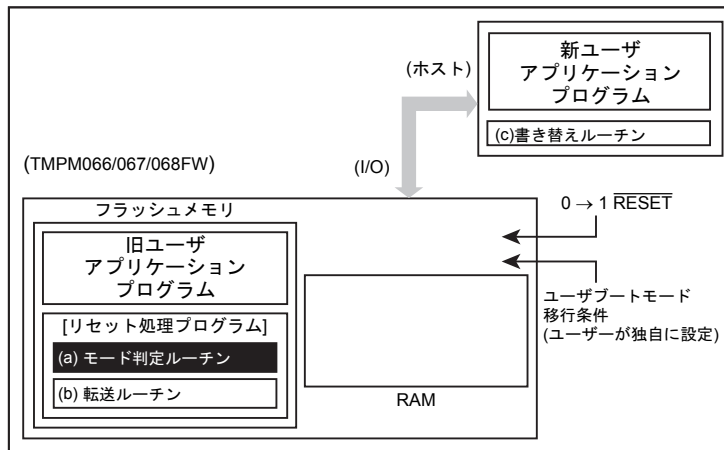 新ユーザ
アプリケーション
プログラム
(ホスト)
(c)書き替えルーチン
(TMPM066/067/068FW)
(I/O)
フラッシュメモリ
0 → 1 RESET
旧ユーザ
アプリケーション
プログラム
ユーザブートモード
移行条件
(ユーザーが独自に設定)
[リセット処理プログラム]
(a) モード判定ルーチン
(b) 転送ルーチン
RAM